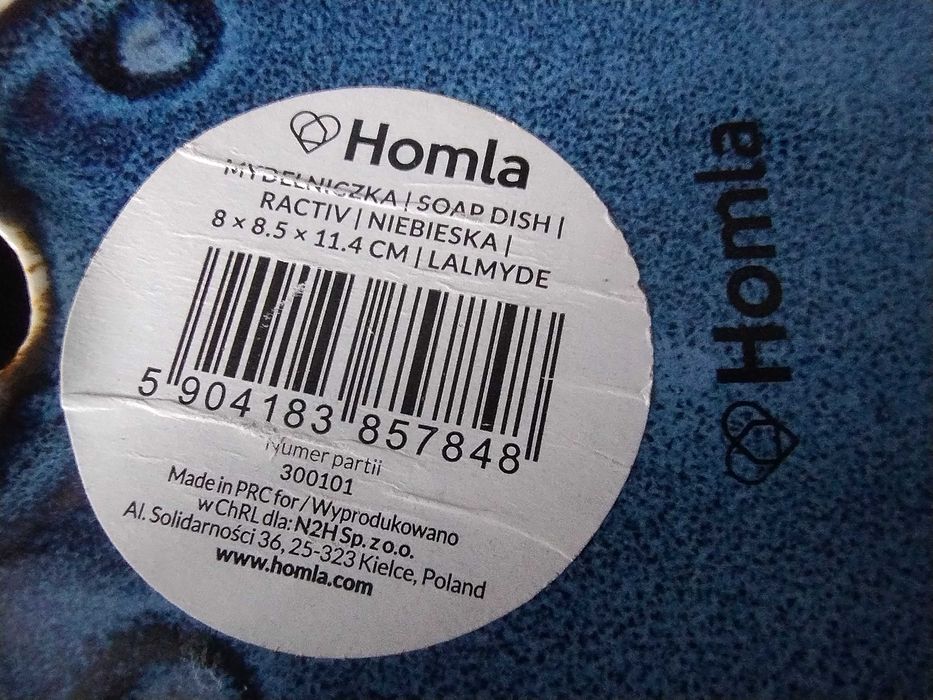 Homla
MYDELNICZKA | SOAP DISH |
RACTIV | NIEBIESKA |
8 × 8.5 × 11.4 CM | LALMYDE
5 904183 857848
Numer partii
300101
Made in PRC for / Wyprodukowano
w ChRL dla: N2H Sp. z o.o.
Al. Solidarności 36, 25-323 Kielce, Poland
www.homla.com
Homla